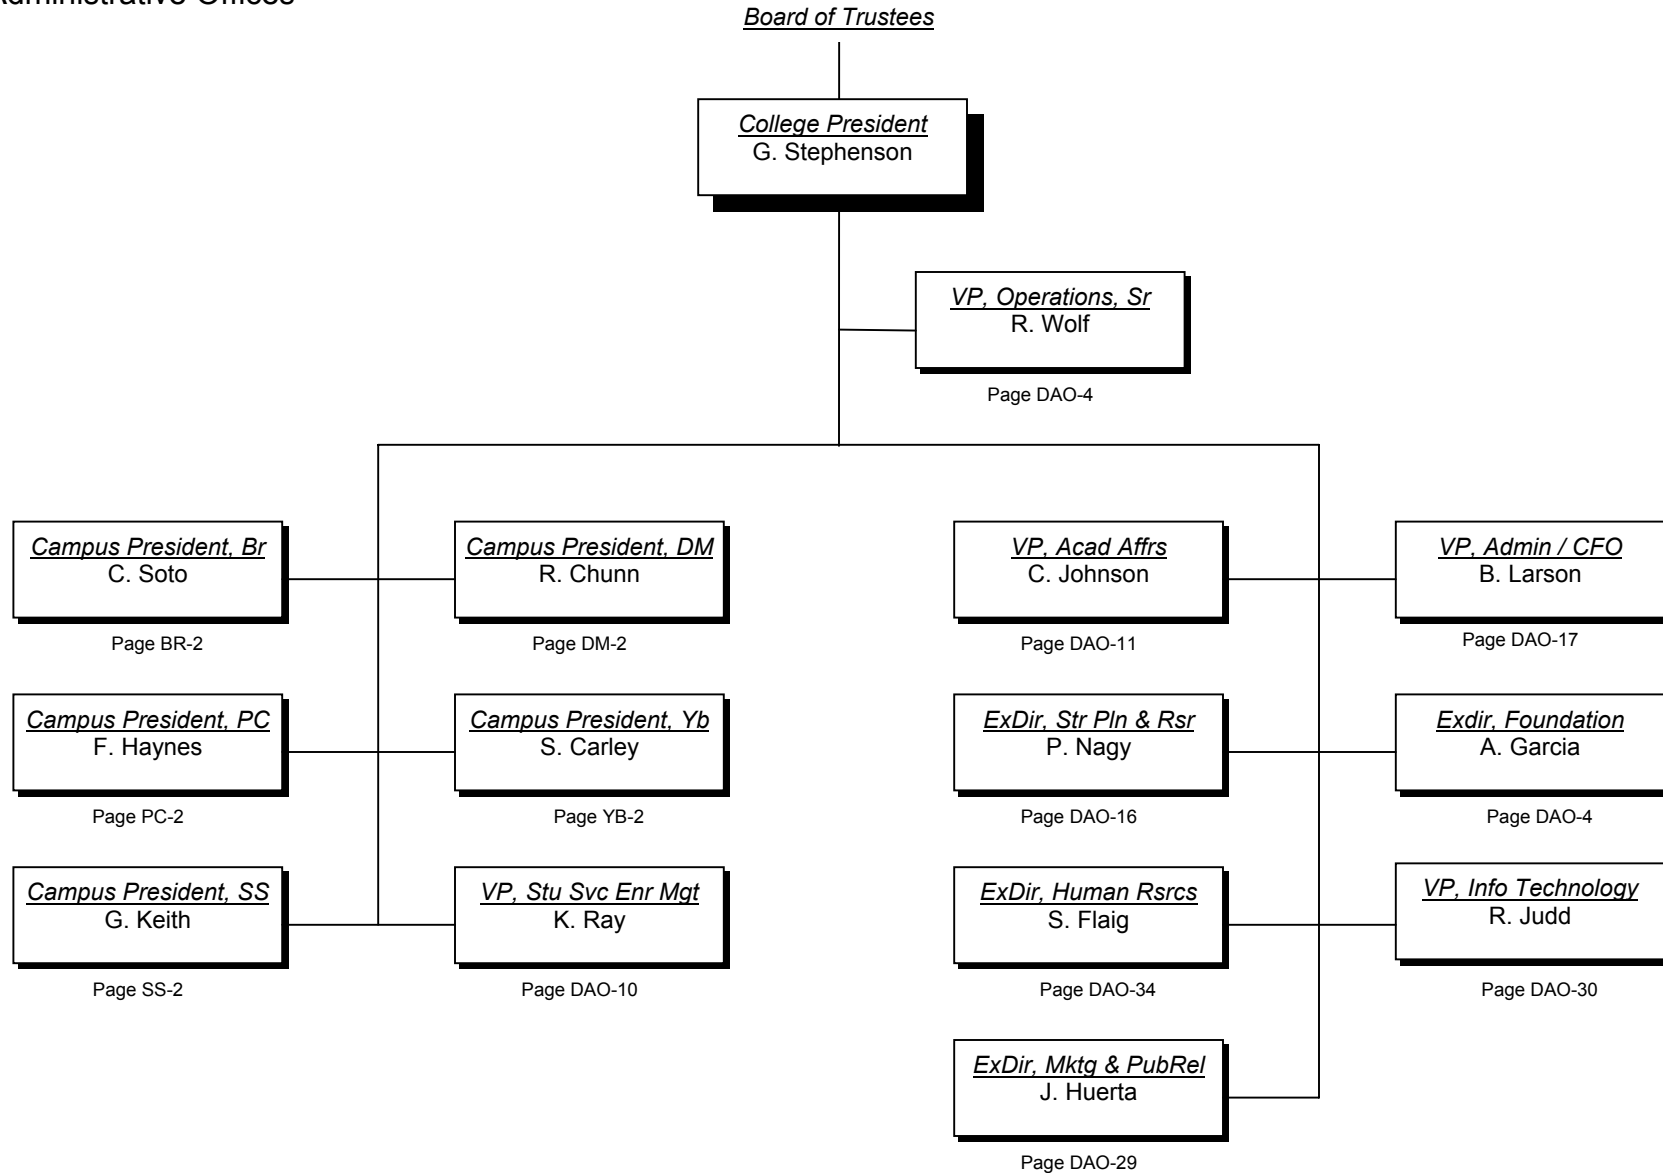 Administrative Offices
Board of Trustees
College President
G. Stephenson
VP, Operations, Sr
R. Wolf
Page DAO-4
Campus President, Br
C. Soto
Page BR-2
Campus President, DM
R. Chunn
Page DM-2
VP, Acad Affrs
C. Johnson
Page DAO-11
VP, Admin / CFO
B. Larson
Page DAO-17
Campus President, PC
F. Haynes
Page PC-2
Campus President, Yb
S. Carley
Page YB-2
ExDir, Str Pln & Rsr
P. Nagy
Page DAO-16
Exdir, Foundation
A. Garcia
Page DAO-4
Campus President, SS
G. Keith
Page SS-2
VP, Stu Svc Enr Mgt
K. Ray
Page DAO-10
ExDir, Human Rsrcs
S. Flaig
Page DAO-34
VP, Info Technology
R. Judd
Page DAO-30
ExDir, Mktg & PubRel
J. Huerta
Page DAO-29